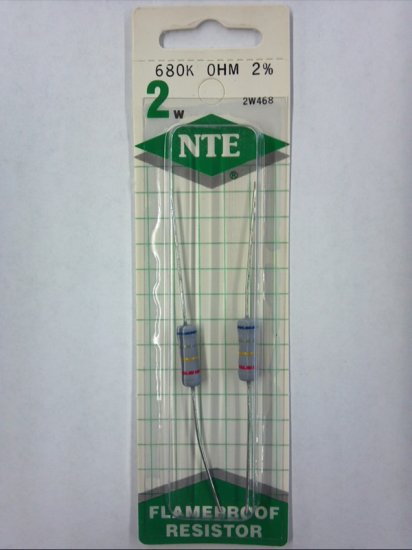 680K OHM 2%
2W
2W468
NTE
®
FLAMEPROOF
RESISTOR